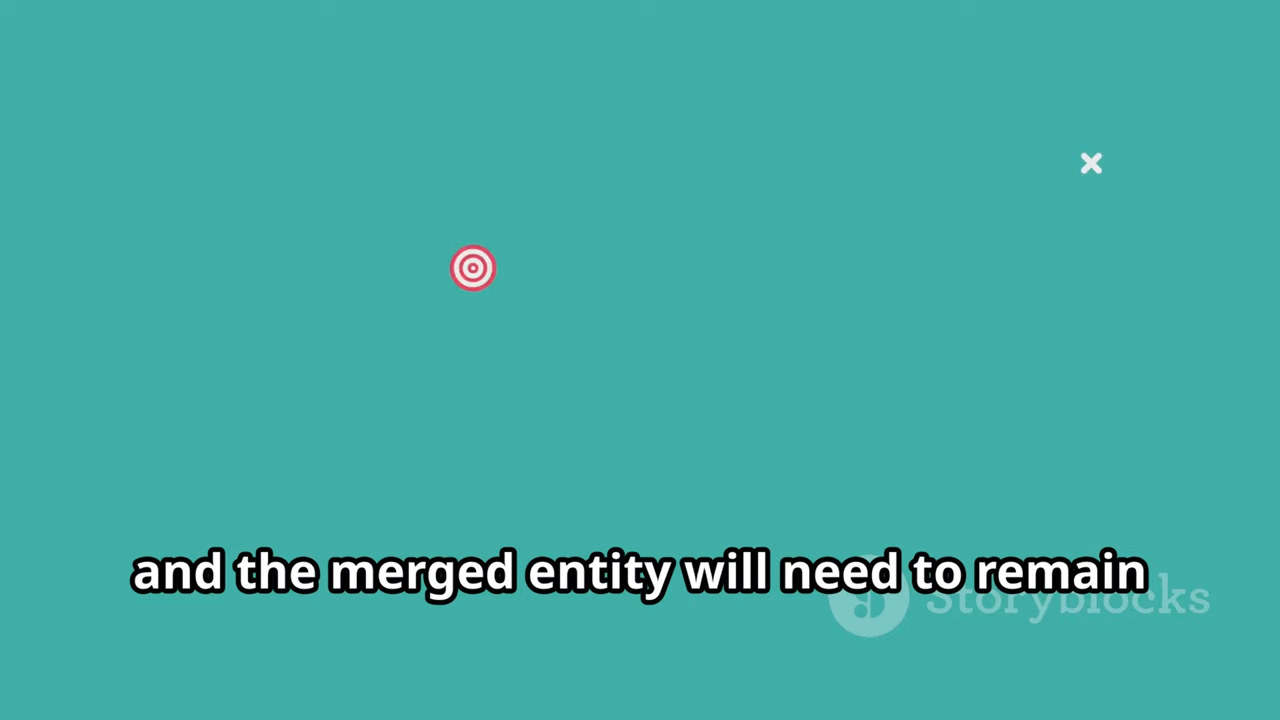 and the merged entity will need to remain
Storyblocks